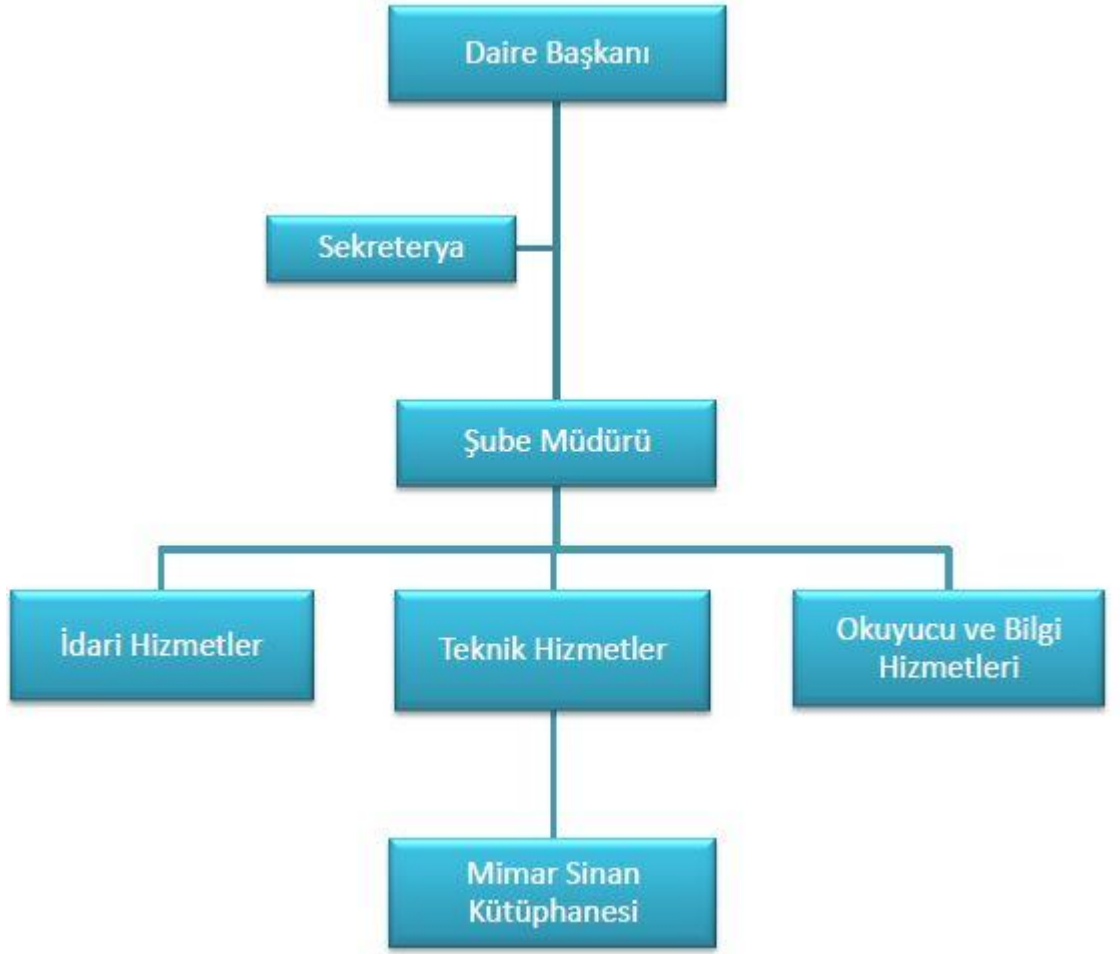 Daire Başkanı
Sekreterya
Şube Müdürü
İdari Hizmetler
Teknik Hizmetler
Okuyucu ve Bilgi
Hizmetleri
Mimar Sinan
Kütüphanesi